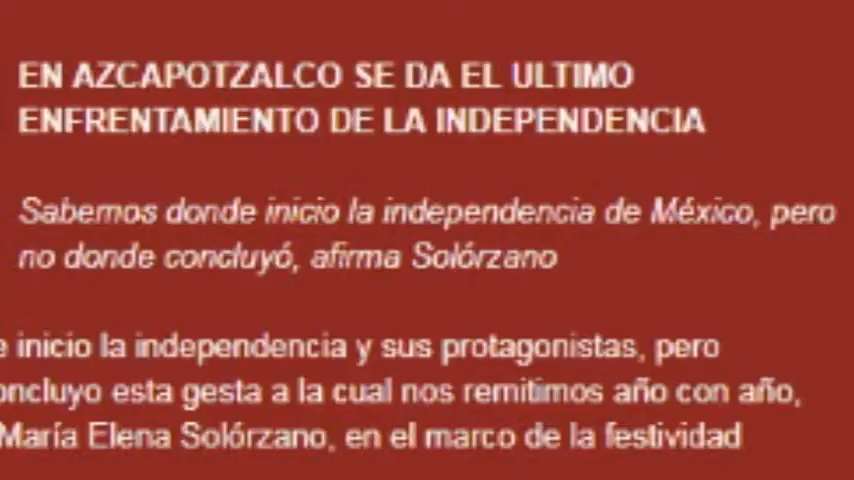 EN AZCAPOTZALCO SE DA EL ULTIMO
ENFRENTAMIENTO DE LA INDEPENDENCIA
Sabemos donde inicio la independencia de México, pero
no donde concluyó, afirma Solórzano
e inicio la independencia y sus protagonistas, pero
oncluyo esta gesta a la cual nos remitimos año con año,
María Elena Solórzano, en el marco de la festividad